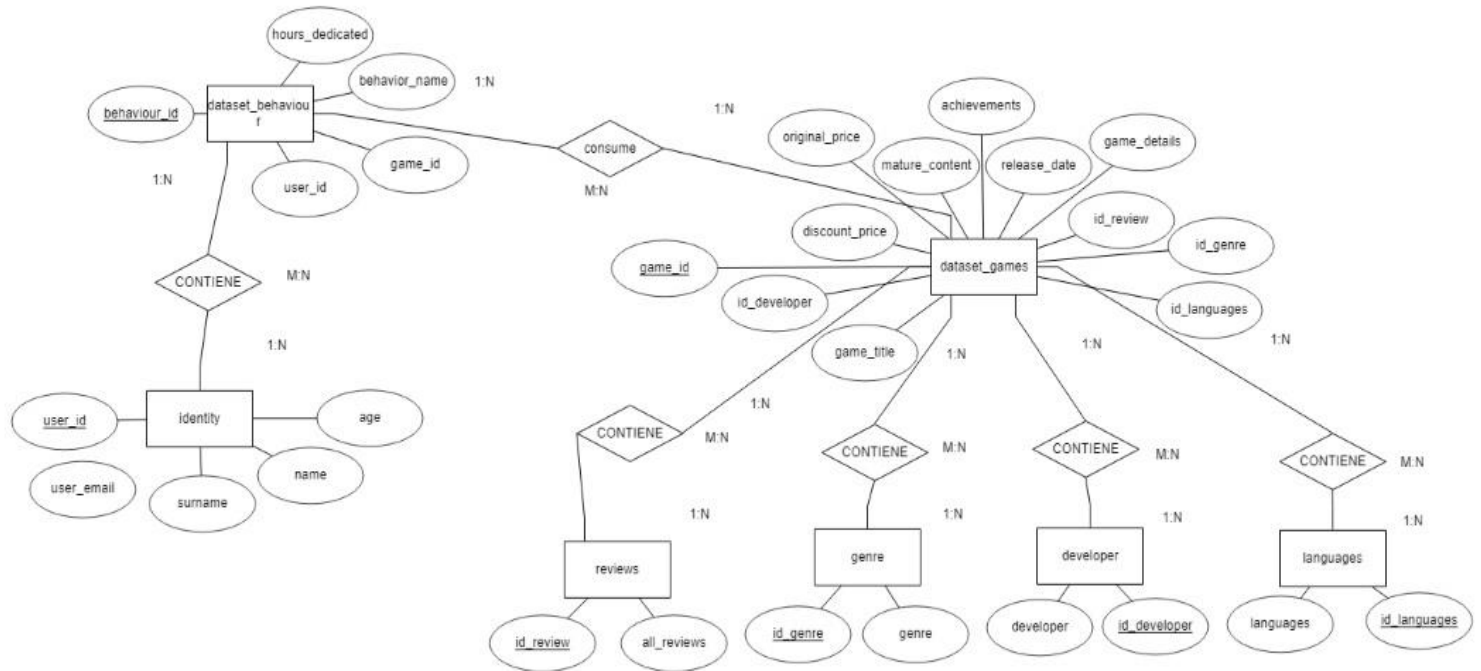 hours_dedicated
behavior_name
1:N
behaviour_id
dataset_behaviou
r
game_id
user_id
1:N
consume
M:N
1:N
achievements
original_price
game_details
mature_content
release_date
id_review
discount_price
id_genre
game_id
dataset_games
id_developer
id_languages
game_title
CONTIENE
M:N
1:N
1:N
1:N
1:N
user_id
identity
age
user_email
name
surname
1:N
CONTIENE
M:N
CONTIENE
M:N
CONTIENE
M:N
CONTIENE
M:N
1:N
1:N
1:N
1:N
reviews
genre
developer
languages
id_review
all_reviews
id_genre
genre
developer
id_developer
languages
id_languages